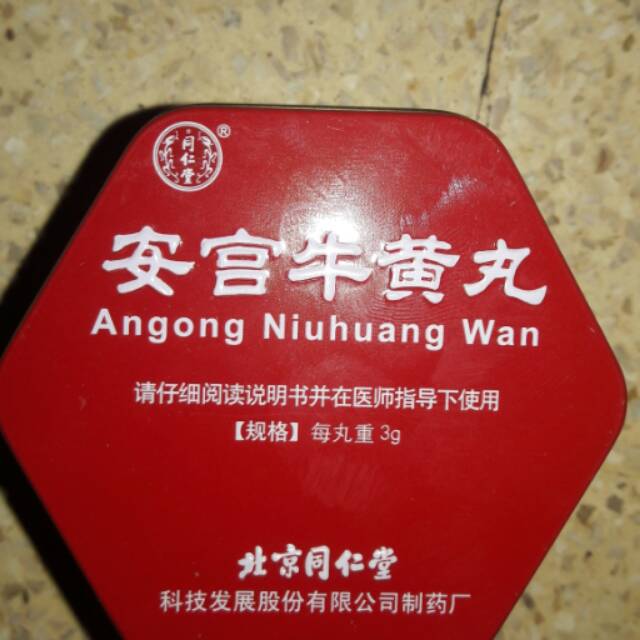 同仁堂®
安宫牛黄丸
Angong Niuhuang Wan
请仔细阅读说明书并在医师指导下使用
【规格】每丸重 3g
北京同仁堂
科技发展股份有限公司制药厂